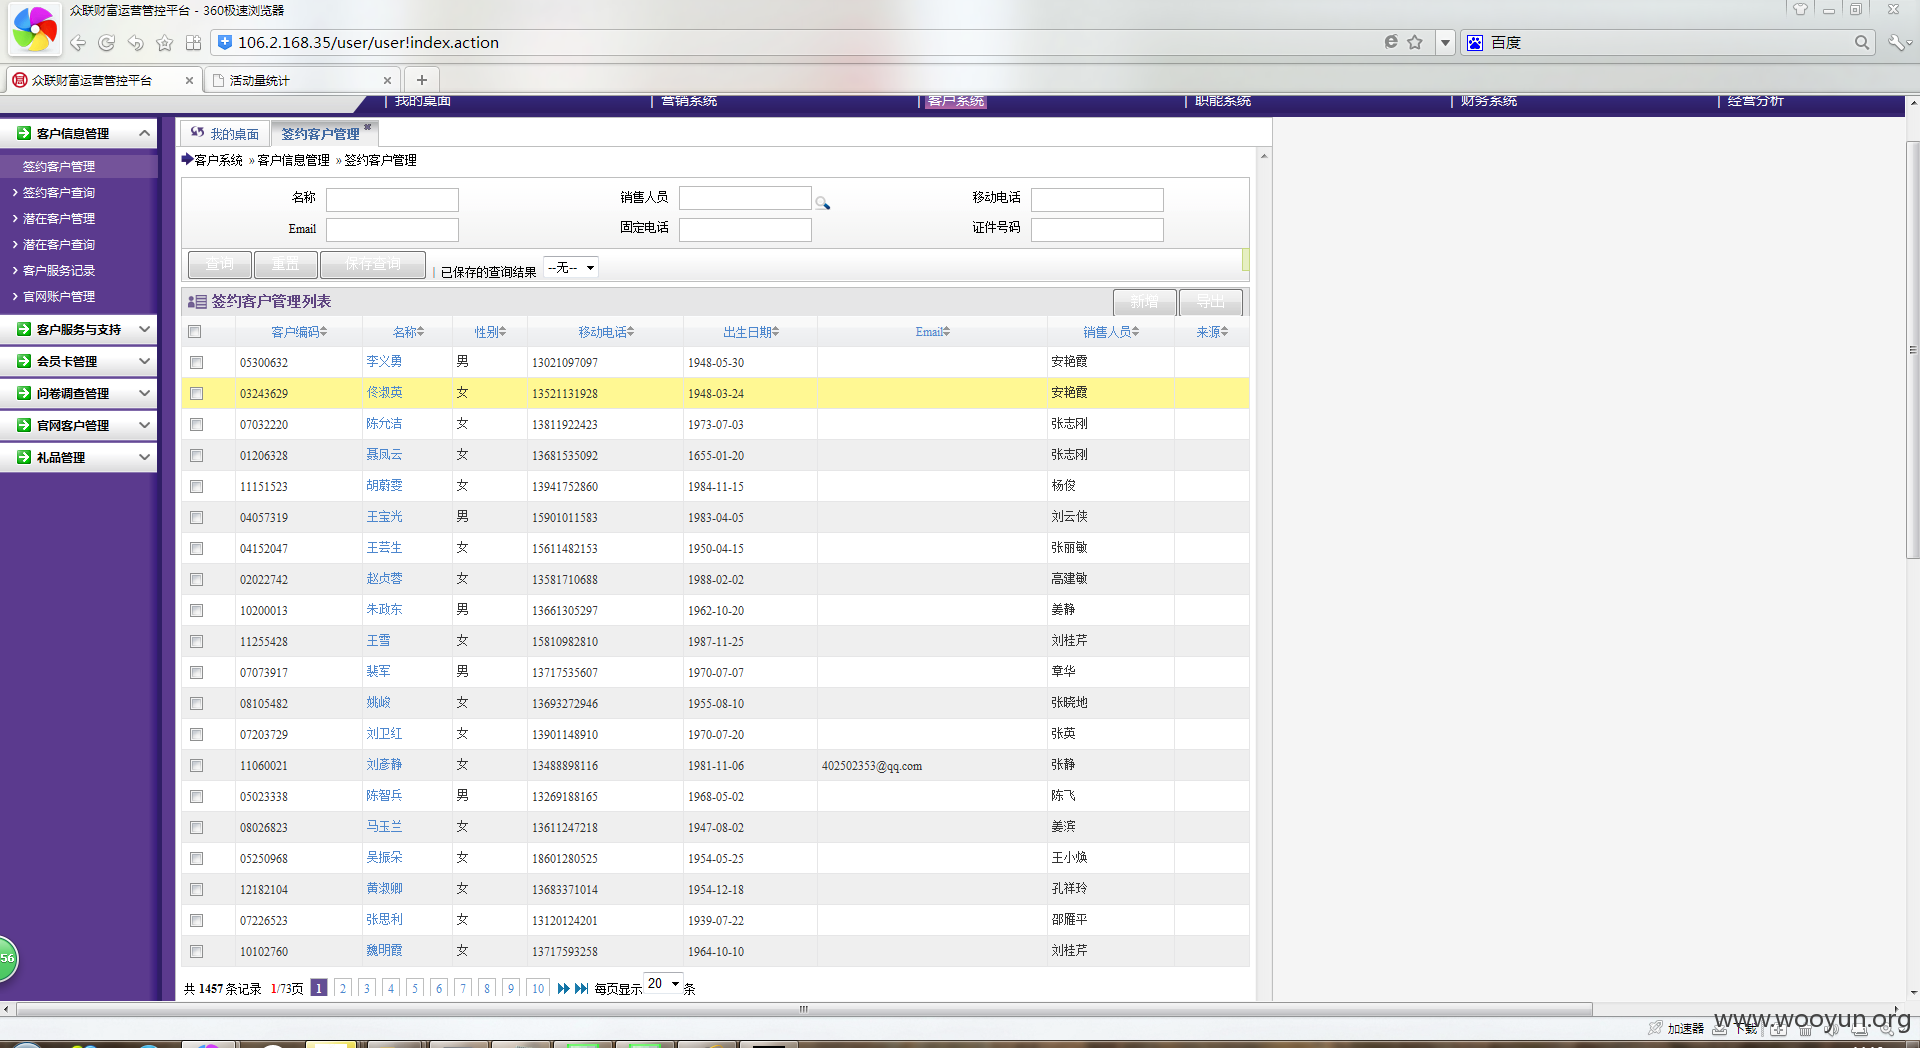 众联财富运营管控平台 - 360极速浏览器
106.2.168.35/user/user!index.action
百度
众联财富运营管控平台
活动量统计
我的桌面
营销系统
客户系统
职能系统
财务系统
经营分析
客户信息管理
签约客户管理
签约客户查询
潜在客户管理
潜在客户查询
客户服务记录
官网账户管理
客户服务与支持
会员卡管理
问卷调查管理
官网客户管理
礼品管理
56
我的桌面
签约客户管理
客户系统 » 客户信息管理 » 签约客户管理
名称
销售人员
移动电话
Email
固定电话
证件号码
查询
重置
保存查询
已保存的查询结果
--无--
签约客户管理列表
新增
导出
客户编码 名称 性别 移动电话 出生日期 Email 销售人员 来源
05300632 李义勇 男 13021097097 1948-05-30 安艳霞
03243629 佟淑英 女 13521131928 1948-03-24 安艳霞
07032220 陈允洁 女 13811922423 1973-07-03 张志刚
01206328 聂凤云 女 13681535092 1655-01-20 张志刚
11151523 胡蔚雯 女 13941752860 1984-11-15 杨俊
04057319 王宝光 男 15901011583 1983-04-05 刘云侠
04152047 王芸生 女 15611482153 1950-04-15 张丽敏
02022742 赵贞蓉 女 13581710688 1988-02-02 高建敏
10200013 朱政东 男 13661305297 1962-10-20 姜静
11255428 王雪 女 15810982810 1987-11-25 刘桂芹
07073917 裴军 男 13717535607 1970-07-07 章华
08105482 姚峻 女 13693272946 1955-08-10 张晓地
07203729 刘卫红 女 13901148910 1970-07-20 张英
11060021 刘彦静 女 13488898116 1981-11-06 402502353@qq.com 张静
05023338 陈智兵 男 13269188165 1968-05-02 陈飞
08026823 马玉兰 女 13611247218 1947-08-02 姜滨
05250968 吴振朵 女 18601280525 1954-05-25 王小焕
12182104 黄淑卿 女 13683371014 1954-12-18 孔祥玲
07226523 张思利 女 13120124201 1939-07-22 邵雁平
10102760 魏明霞 女 13717593258 1964-10-10 刘桂芹
共 1457 条记录 1/73页 1 2 3 4 5 6 7 8 9 10 每页显示 20 条
加速器
下载
www.wooyun.org